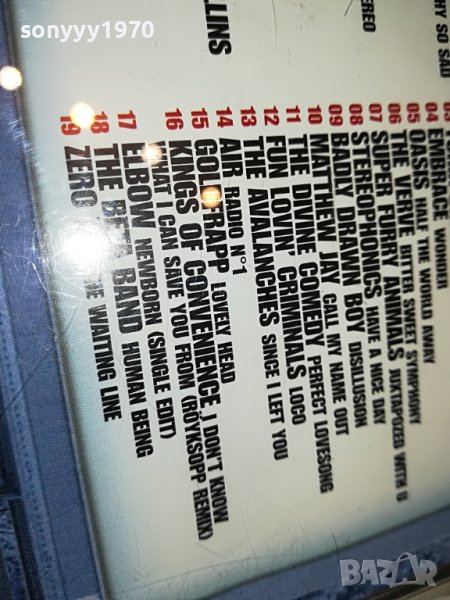 sonyyy1970
LLINS
EREO
HY SO SAD
04 EMBRACE WONDER
05 OASIS HALF THE WORLD AWAY
06 THE VERVE BITTER SWEET SYMPHONY
07 SUPER FURRY ANIMALS JUXTAPOZED WITH U
08 STEREOPHONICS HAVE A NICE DAY
09 BADLY DRAWN BOY DISILLUSION
10 MATTHEW JAY CALL MY NAME OUT
11 THE DIVINE COMEDY PERFECT LOVESONG
12 FUN LOVIN' CRIMINALS LOCO
13 THE AVALANCHES SINCE I LEFT YOU
14 AIR RADIO N°1
15 GOLDFRAPP LOVELY HEAD
16 KINGS OF CONVENIENCE I DON'T KNOW
WHAT I CAN SAVE YOU FROM (RÖYKSOPP REMIX)
17 ELBOW NEWBORN (SINGLE EDIT)
18 THE BETA BAND HUMAN BEING
19 ZERO THE WAITING LINE
BAZAR